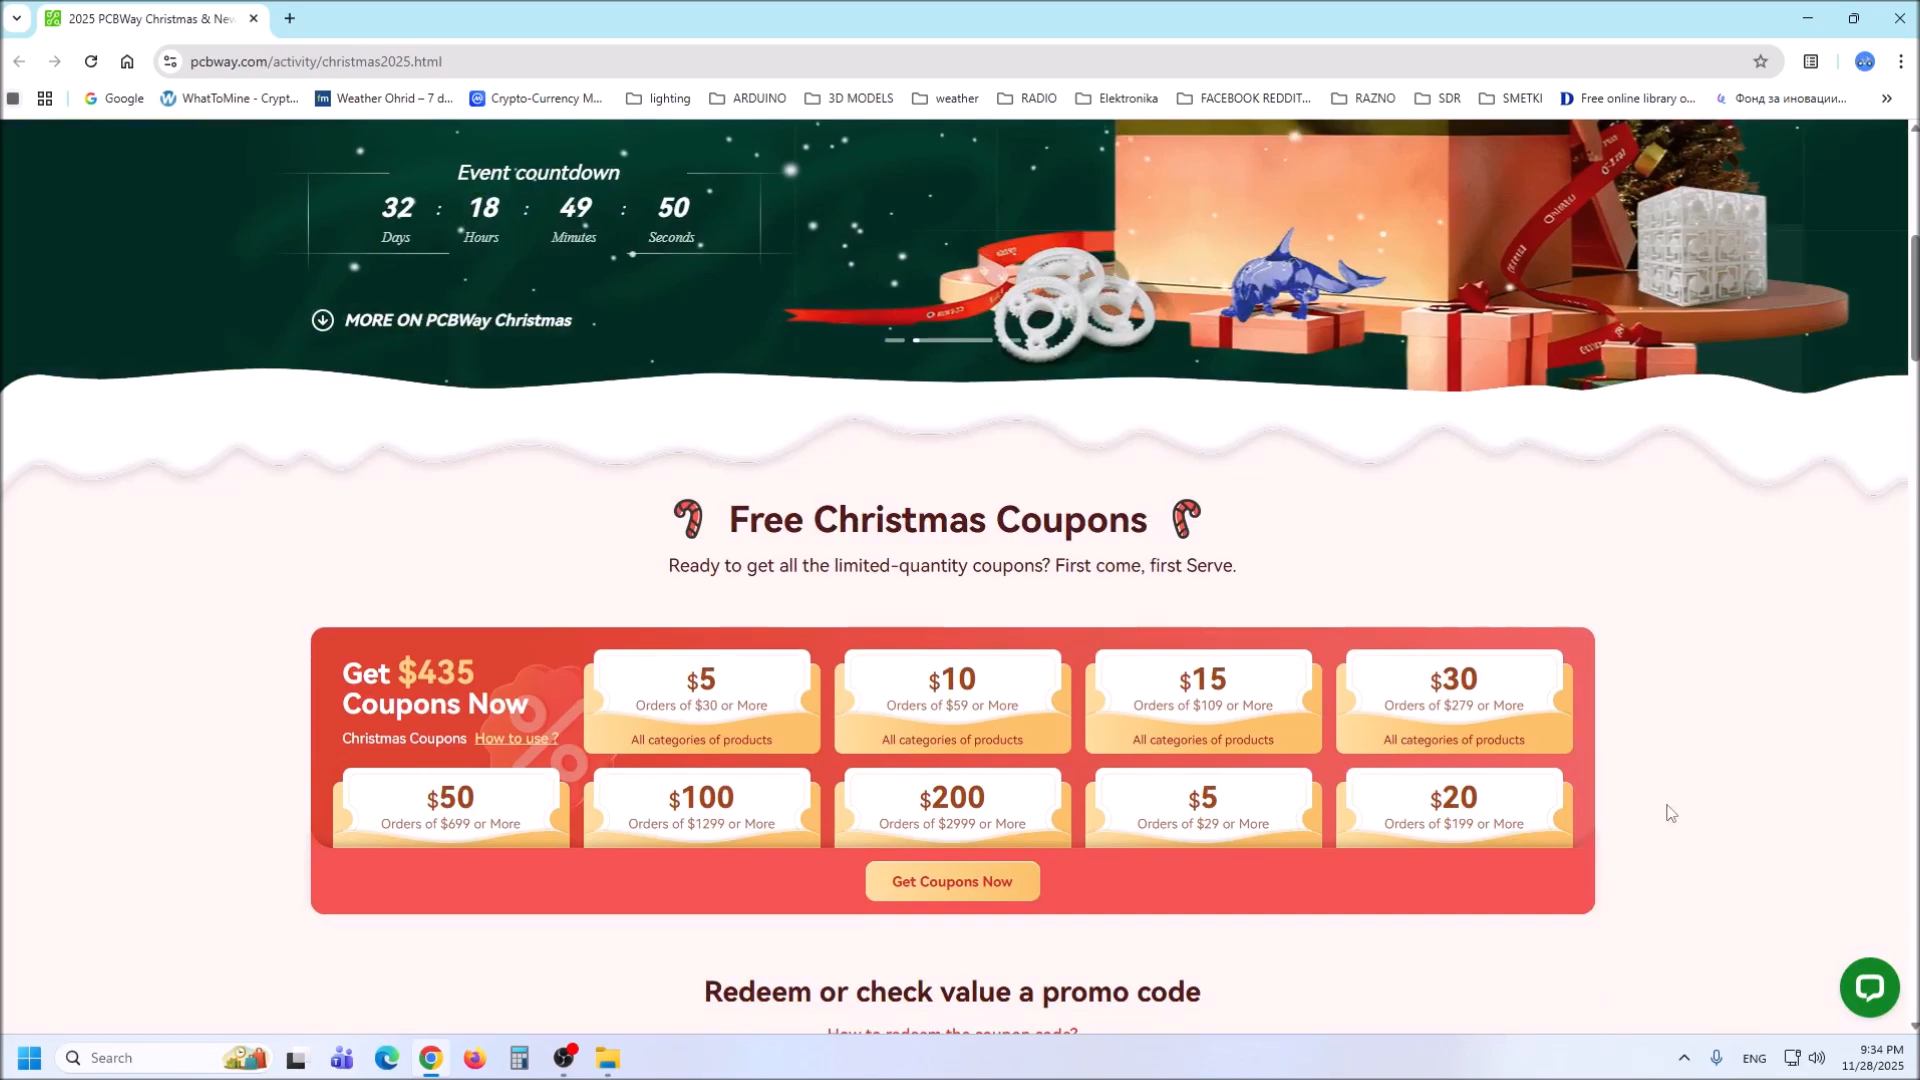 2025 PCBWay Christmas & New
pcbway.com/activity/christmas2025.html
Google
WhatToMine - Crypt...
Weather Ohrid – 7 d...
Crypto-Currency M...
lighting
ARDUINO
3D MODELS
weather
RADIO
Elektronika
FACEBOOK REDDIT...
RAZNO
SDR
SMETKI
Free online library o...
Фонд за иновации...
Event countdown
32 : 18 : 49 : 50
Days Hours Minutes Seconds
MORE ON PCBWay Christmas
Free Christmas Coupons
Ready to get all the limited-quantity coupons? First come, first Serve.
Get $435
Coupons Now
Christmas Coupons How to use ?
$5
Orders of $30 or More
All categories of products
$10
Orders of $59 or More
All categories of products
$15
Orders of $109 or More
All categories of products
$30
Orders of $279 or More
All categories of products
$50
Orders of $699 or More
$100
Orders of $1299 or More
$200
Orders of $2999 or More
$5
Orders of $29 or More
$20
Orders of $199 or More
Get Coupons Now
Redeem or check value a promo code
How to redeem the coupon code?
Search
ENG
9:34 PM
11/28/2025